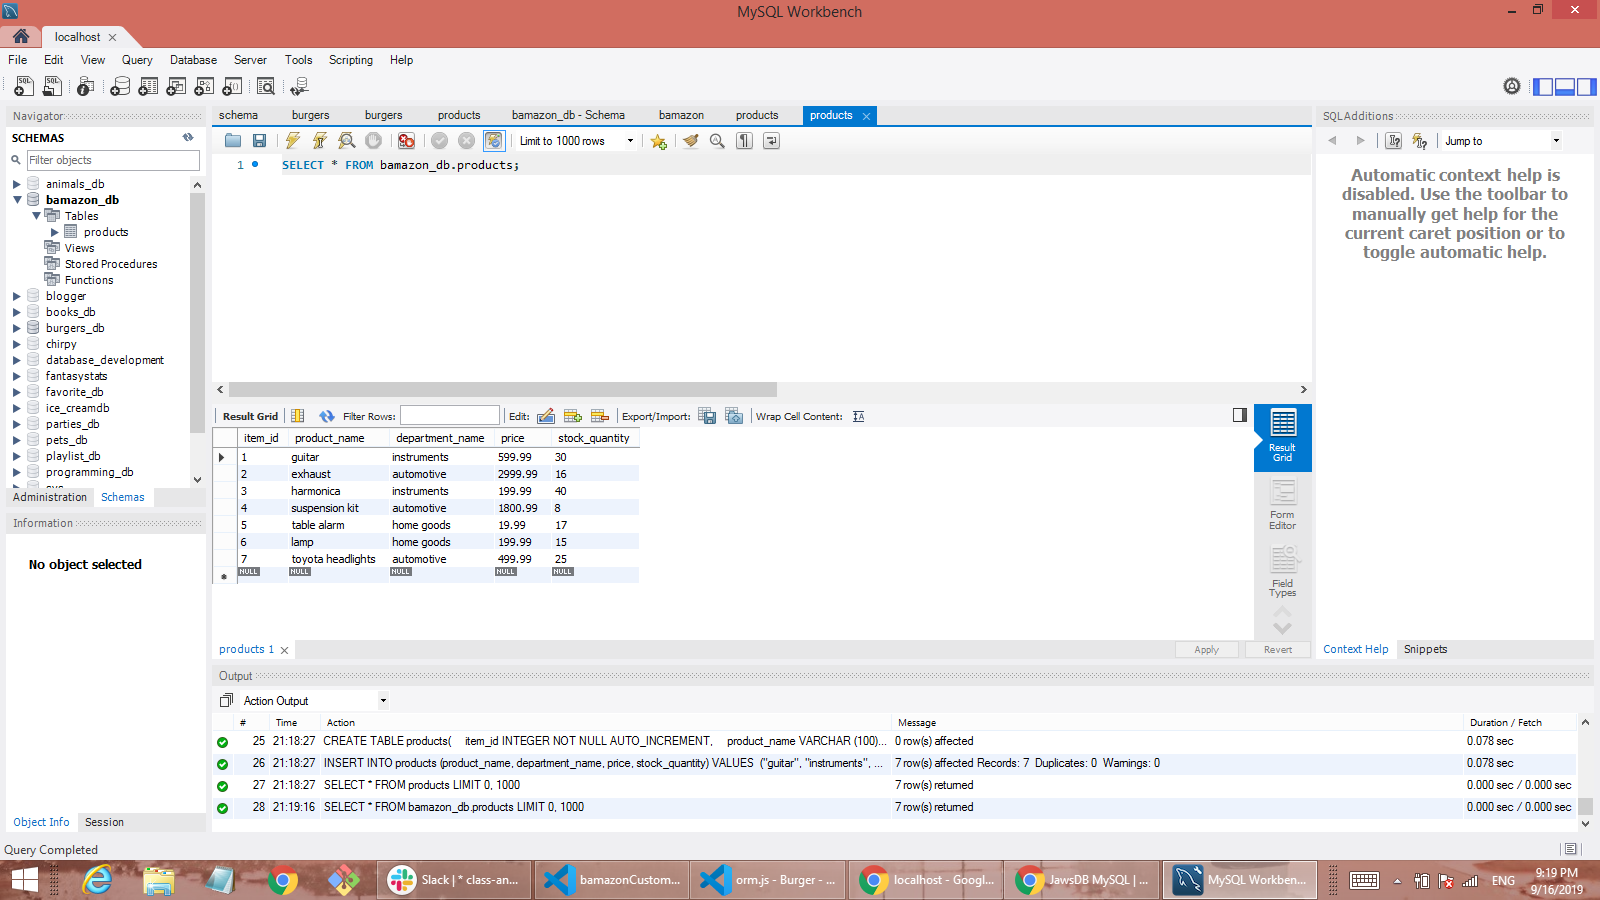 MySQL Workbench
localhost
File Edit View Query Database Server Tools Scripting Help
Navigator
SCHEMAS
Filter objects
animals_db
bamazon_db
Tables
products
Views
Stored Procedures
Functions
blogger
books_db
burgers_db
chirpy
database_development
fantasystats
favorite_db
ice_creamdb
parties_db
pets_db
playlist_db
programming_db
Administration Schemas
Information
No object selected
Object Info Session
schema burgers burgers products bamazon_db - Schema bamazon products products
Limit to 1000 rows
1 SELECT * FROM bamazon_db.products;
Result Grid Filter Rows: Edit: Export/Import: Wrap Cell Content:
item_id product_name department_name price stock_quantity
1 guitar instruments 599.99 30
2 exhaust automotive 2999.99 16
3 harmonica instruments 199.99 40
4 suspension kit automotive 1800.99 8
5 table alarm home goods 19.99 17
6 lamp home goods 199.99 15
7 toyota headlights automotive 499.99 25
NULL NULL NULL NULL NULL
Result
Grid
Form
Editor
Field
Types
products 1
Apply Revert
SQLAdditions
Jump to
Automatic context help is
disabled. Use the toolbar to
manually get help for the
current caret position or to
toggle automatic help.
Context Help Snippets
Output
Action Output
# Time Action Message Duration / Fetch
25 21:18:27 CREATE TABLE products( item_id INTEGER NOT NULL AUTO_INCREMENT, product_name VARCHAR (100)... 0 row(s) affected 0.078 sec
26 21:18:27 INSERT INTO products (product_name, department_name, price, stock_quantity) VALUES ("guitar", "instruments", ... 7 row(s) affected Records: 7 Duplicates: 0 Warnings: 0 0.078 sec
27 21:18:27 SELECT * FROM products LIMIT 0, 1000 7 row(s) returned 0.000 sec / 0.000 sec
28 21:19:16 SELECT * FROM bamazon_db.products LIMIT 0, 1000 7 row(s) returned 0.000 sec / 0.000 sec
Query Completed
Slack | * class-an... bamazonCustom... orm.js - Burger - ... localhost - Googl... JawsDB MySQL | ... MySQL Workben... ENG
9:19 PM
9/16/2019